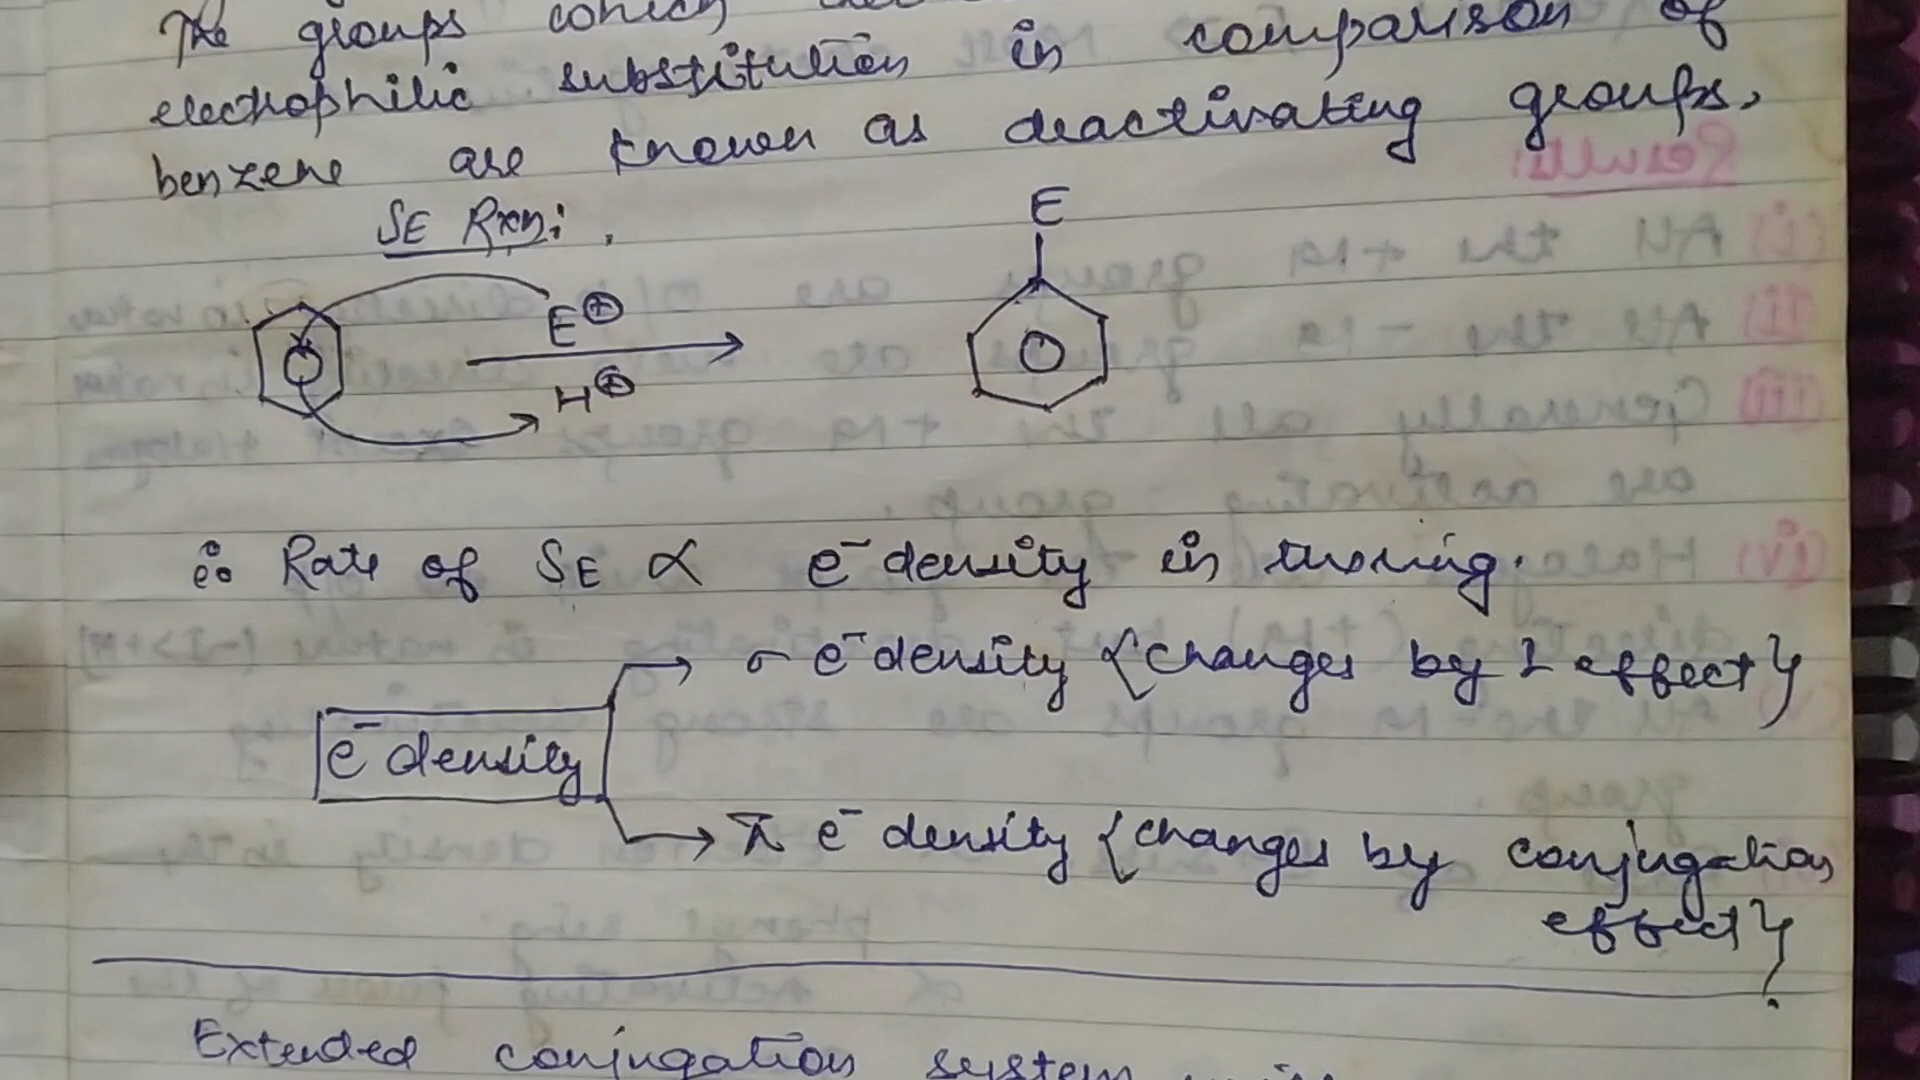 The groups which
electrophilic substitution in comparison of
benzene are known as deactivating groups.
SE Rxn:
E
E⊕
H⊕
∴ Rate of SE ∝ e⁻ density in the ring.
σ e⁻ density {changes by I effect}
e⁻ density
π e⁻ density {changes by conjugation
effect}
Extended conjugation system